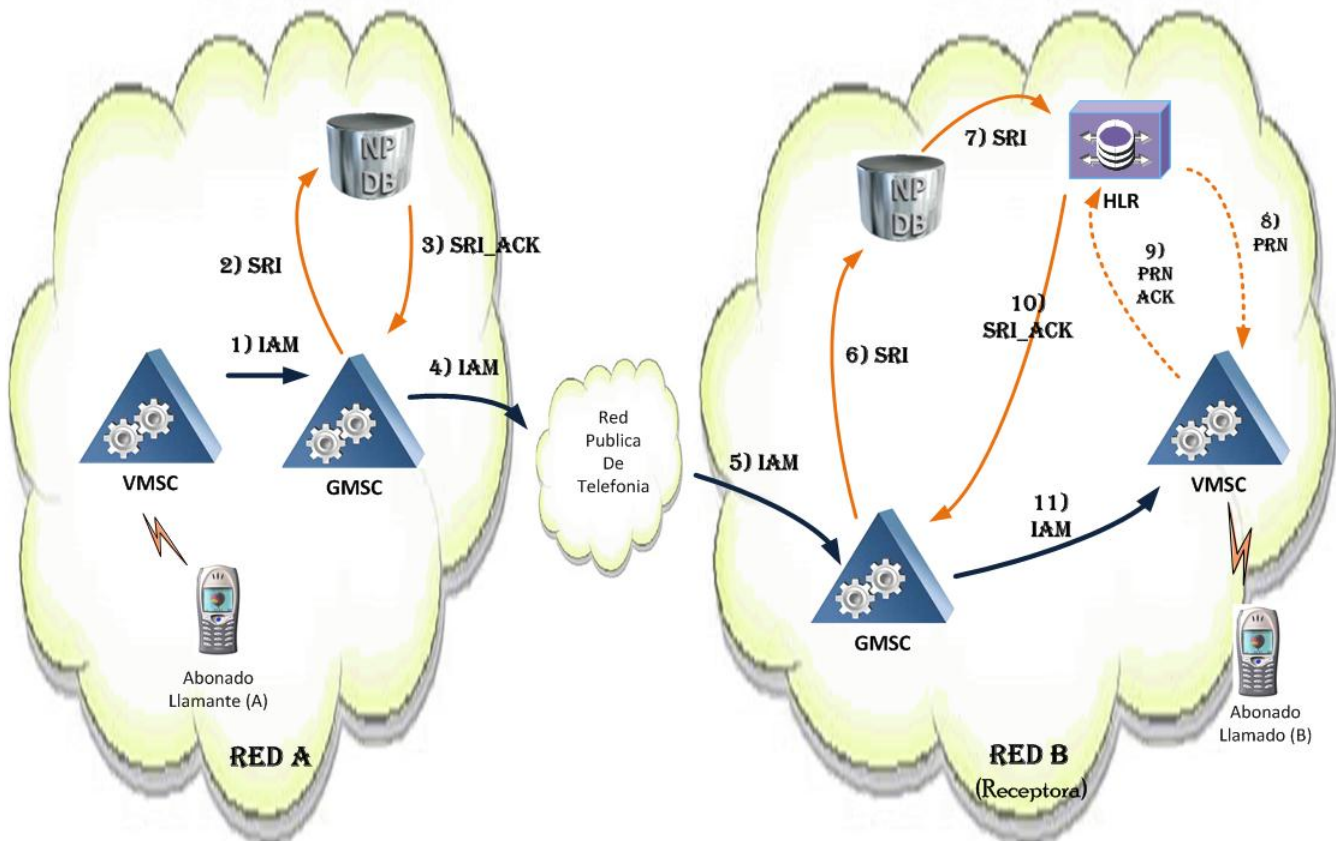 NP
DB
2) SRI
3) SRI_ACK
1) IAM
4) IAM
VMSC
GMSC
Abonado
Llamante (A)
RED A
Red
Publica
De
Telefonia
5) IAM
NP
DB
7) SRI
HLR
8)
PRN
9)
PRN
ACK
10)
SRI_ACK
6) SRI
VMSC
11)
IAM
GMSC
Abonado
Llamado (B)
RED B
(Receptora)